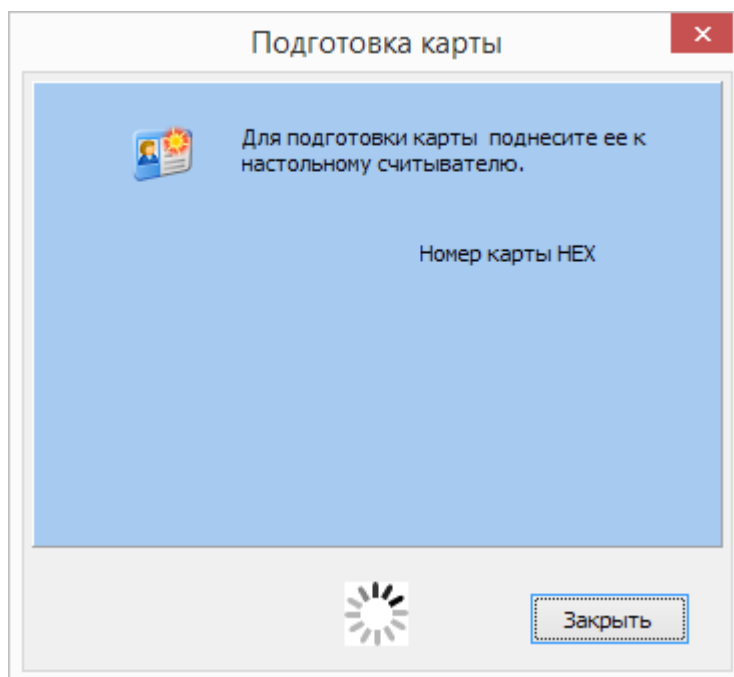 Подготовка карты
Для подготовки карты поднесите ее к
настольному считывателю.
Номер карты HEX
Закрыть